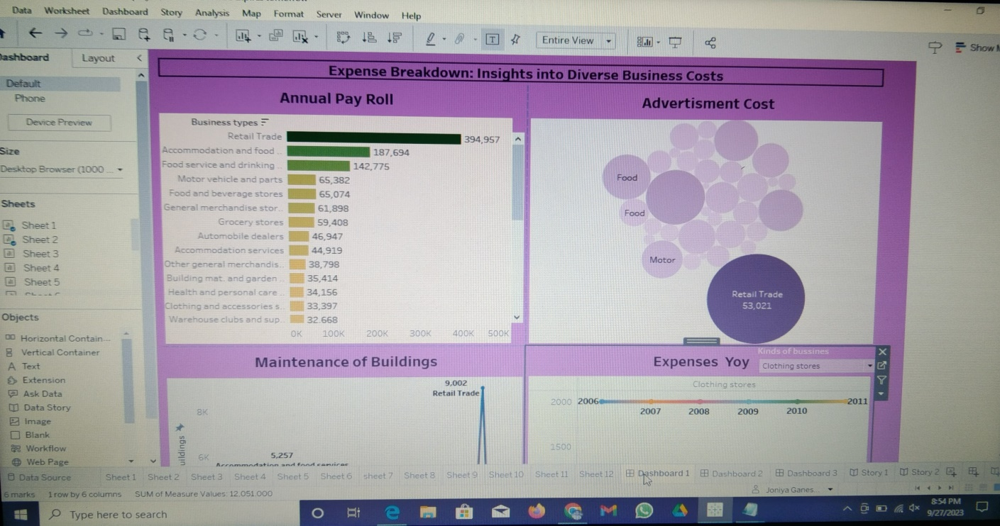 Data Worksheet Dashboard Story Analysis Map Format Server Window Help
Entire View
Show
Dashboard Layout
Default
Phone
Device Preview
Size
Desktop Browser (1000 ...
Sheets
Sheet 1
Sheet 2
Sheet 3
Sheet 4
Sheet 5
Objects
Horizontal Contain...
Vertical Container
Text
Extension
Ask Data
Data Story
Image
Blank
Workflow
Web Page
Expense Breakdown: Insights into Diverse Business Costs
Annual Pay Roll
Business types
Retail Trade 394,957
Accommodation and food .. 187,694
Food service and drinking .. 142,775
Motor vehicle and parts 65,382
Food and beverage stores 65,074
General merchandise stor.. 61,898
Grocery stores 59,408
Automobile dealers 46,947
Accommodation services 44,919
Other general merchandis.. 38,798
Building mat. and garden .. 35,414
Health and personal care .. 34,156
Clothing and accessories s.. 33,397
Warehouse clubs and sup.. 32,668
0K 100K 200K 300K 400K 500K
Advertisment Cost
Food
Food
Motor
Retail Trade
53,021
Maintenance of Buildings
9,002
Retail Trade
8K
6K
uildings
5,257
Accommodation and food services
Expenses Yoy
Kinds of bussines
Clothing stores
Clothing stores
2000 2006 2007 2008 2009 2010 2011
1500
Data Source Sheet 1 Sheet 2 Sheet 3 Sheet 4 Sheet 5 Sheet 6 sheet 7 Sheet 8 Sheet 9 Sheet 10 Sheet 11 Sheet 12 Dashboard 1 Dashboard 2 Dashboard 3 Story 1 Story 2
6 marks 1 row by 6 columns SUM of Measure Values: 12,051.000
Joniya Ganes...
Type here to search
8:54 PM
9/27/2023